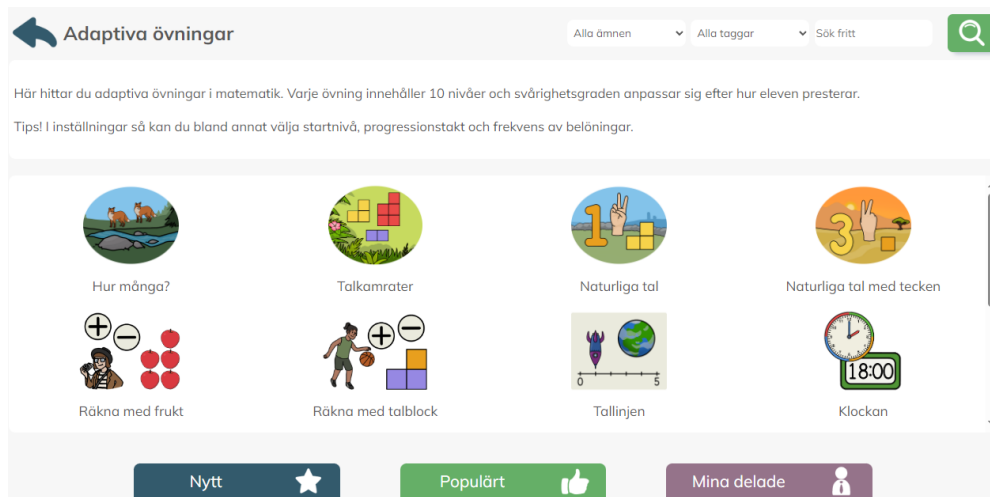 Adaptiva övningar
Alla ämnen
Alla taggar
Sök fritt
Här hittar du adaptiva övningar i matematik. Varje övning innehåller 10 nivåer och svårighetsgraden anpassar sig efter hur eleven presterar.
Tips! I inställningar så kan du bland annat välja startnivå, progressionstakt och frekvens av belöningar.
1
3
Hur många?
Talkamrater
Naturliga tal
Naturliga tal med tecken
+ −
+ −
0 5
18:00
Räkna med frukt
Räkna med talblock
Tallinjen
Klockan
Nytt
Populärt
Mina delade